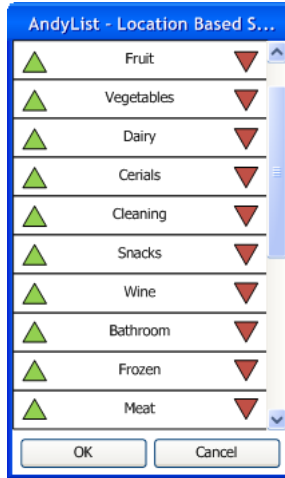 AndyList - Location Based S...
Fruit
Vegetables
Dairy
Cerials
Cleaning
Snacks
Wine
Bathroom
Frozen
Meat
OK Cancel